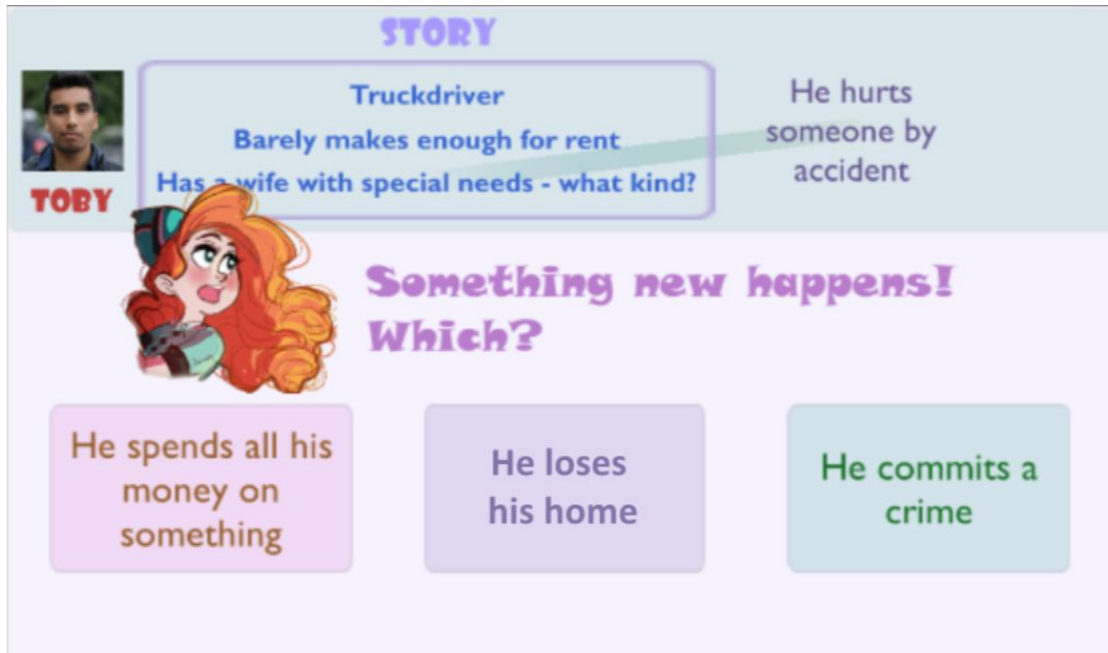 STORY
TOBY
Truckdriver
Barely makes enough for rent
Has a wife with special needs - what kind?
He hurts
someone by
accident
Something new happens!
Which?
He spends all his
money on
something
He loses
his home
He commits a
crime